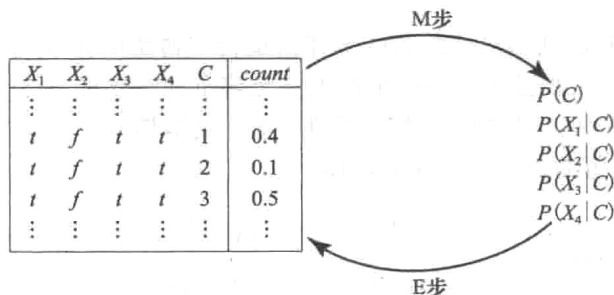 M步
X₁ X₂ X₃ X₄ C count
⋮ ⋮ ⋮ ⋮ ⋮ ⋮
t f t t 1 0.4
t f t t 2 0.1
t f t t 3 0.5
⋮ ⋮ ⋮ ⋮ ⋮ ⋮
P(C)
P(X₁|C)
P(X₂|C)
P(X₃|C)
P(X₄|C)
E步